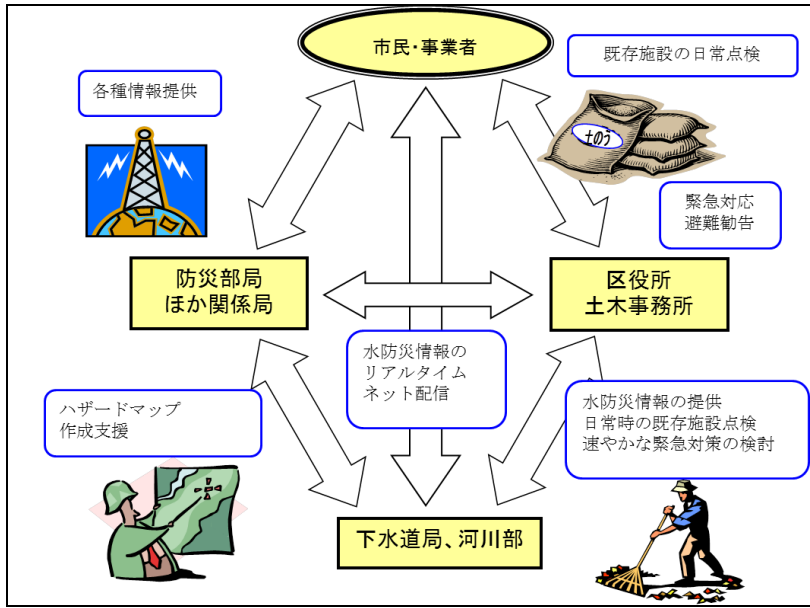 市民・事業者
既存施設の日常点検
各種情報提供
土のう
緊急対応
避難勧告
防災部局
ほか関係局
区役所
土木事務所
水防災情報の
リアルタイム
ネット配信
ハザードマップ
作成支援
水防災情報の提供
日常時の既存施設点検
速やかな緊急対策の検討
下水道局、河川部